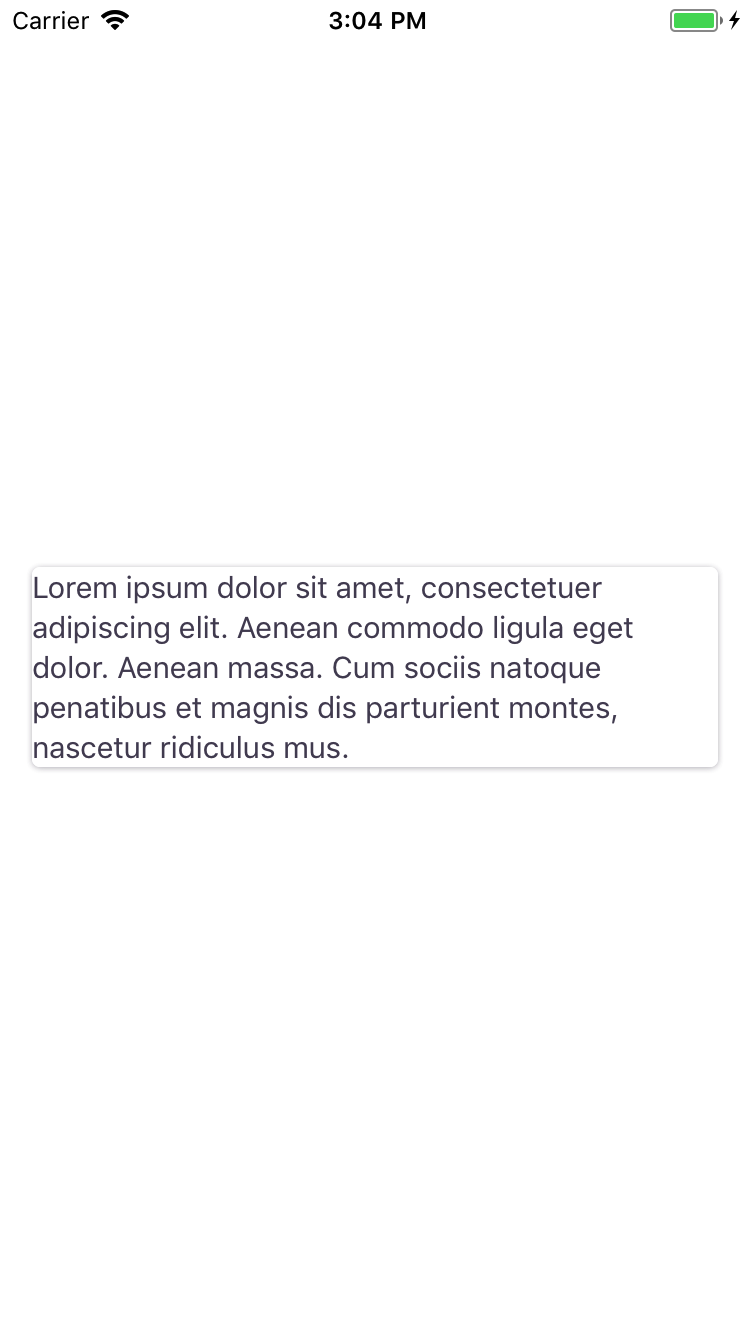 Carrier 3:04 PM
Lorem ipsum dolor sit amet, consectetuer
adipiscing elit. Aenean commodo ligula eget
dolor. Aenean massa. Cum sociis natoque
penatibus et magnis dis parturient montes,
nascetur ridiculus mus.